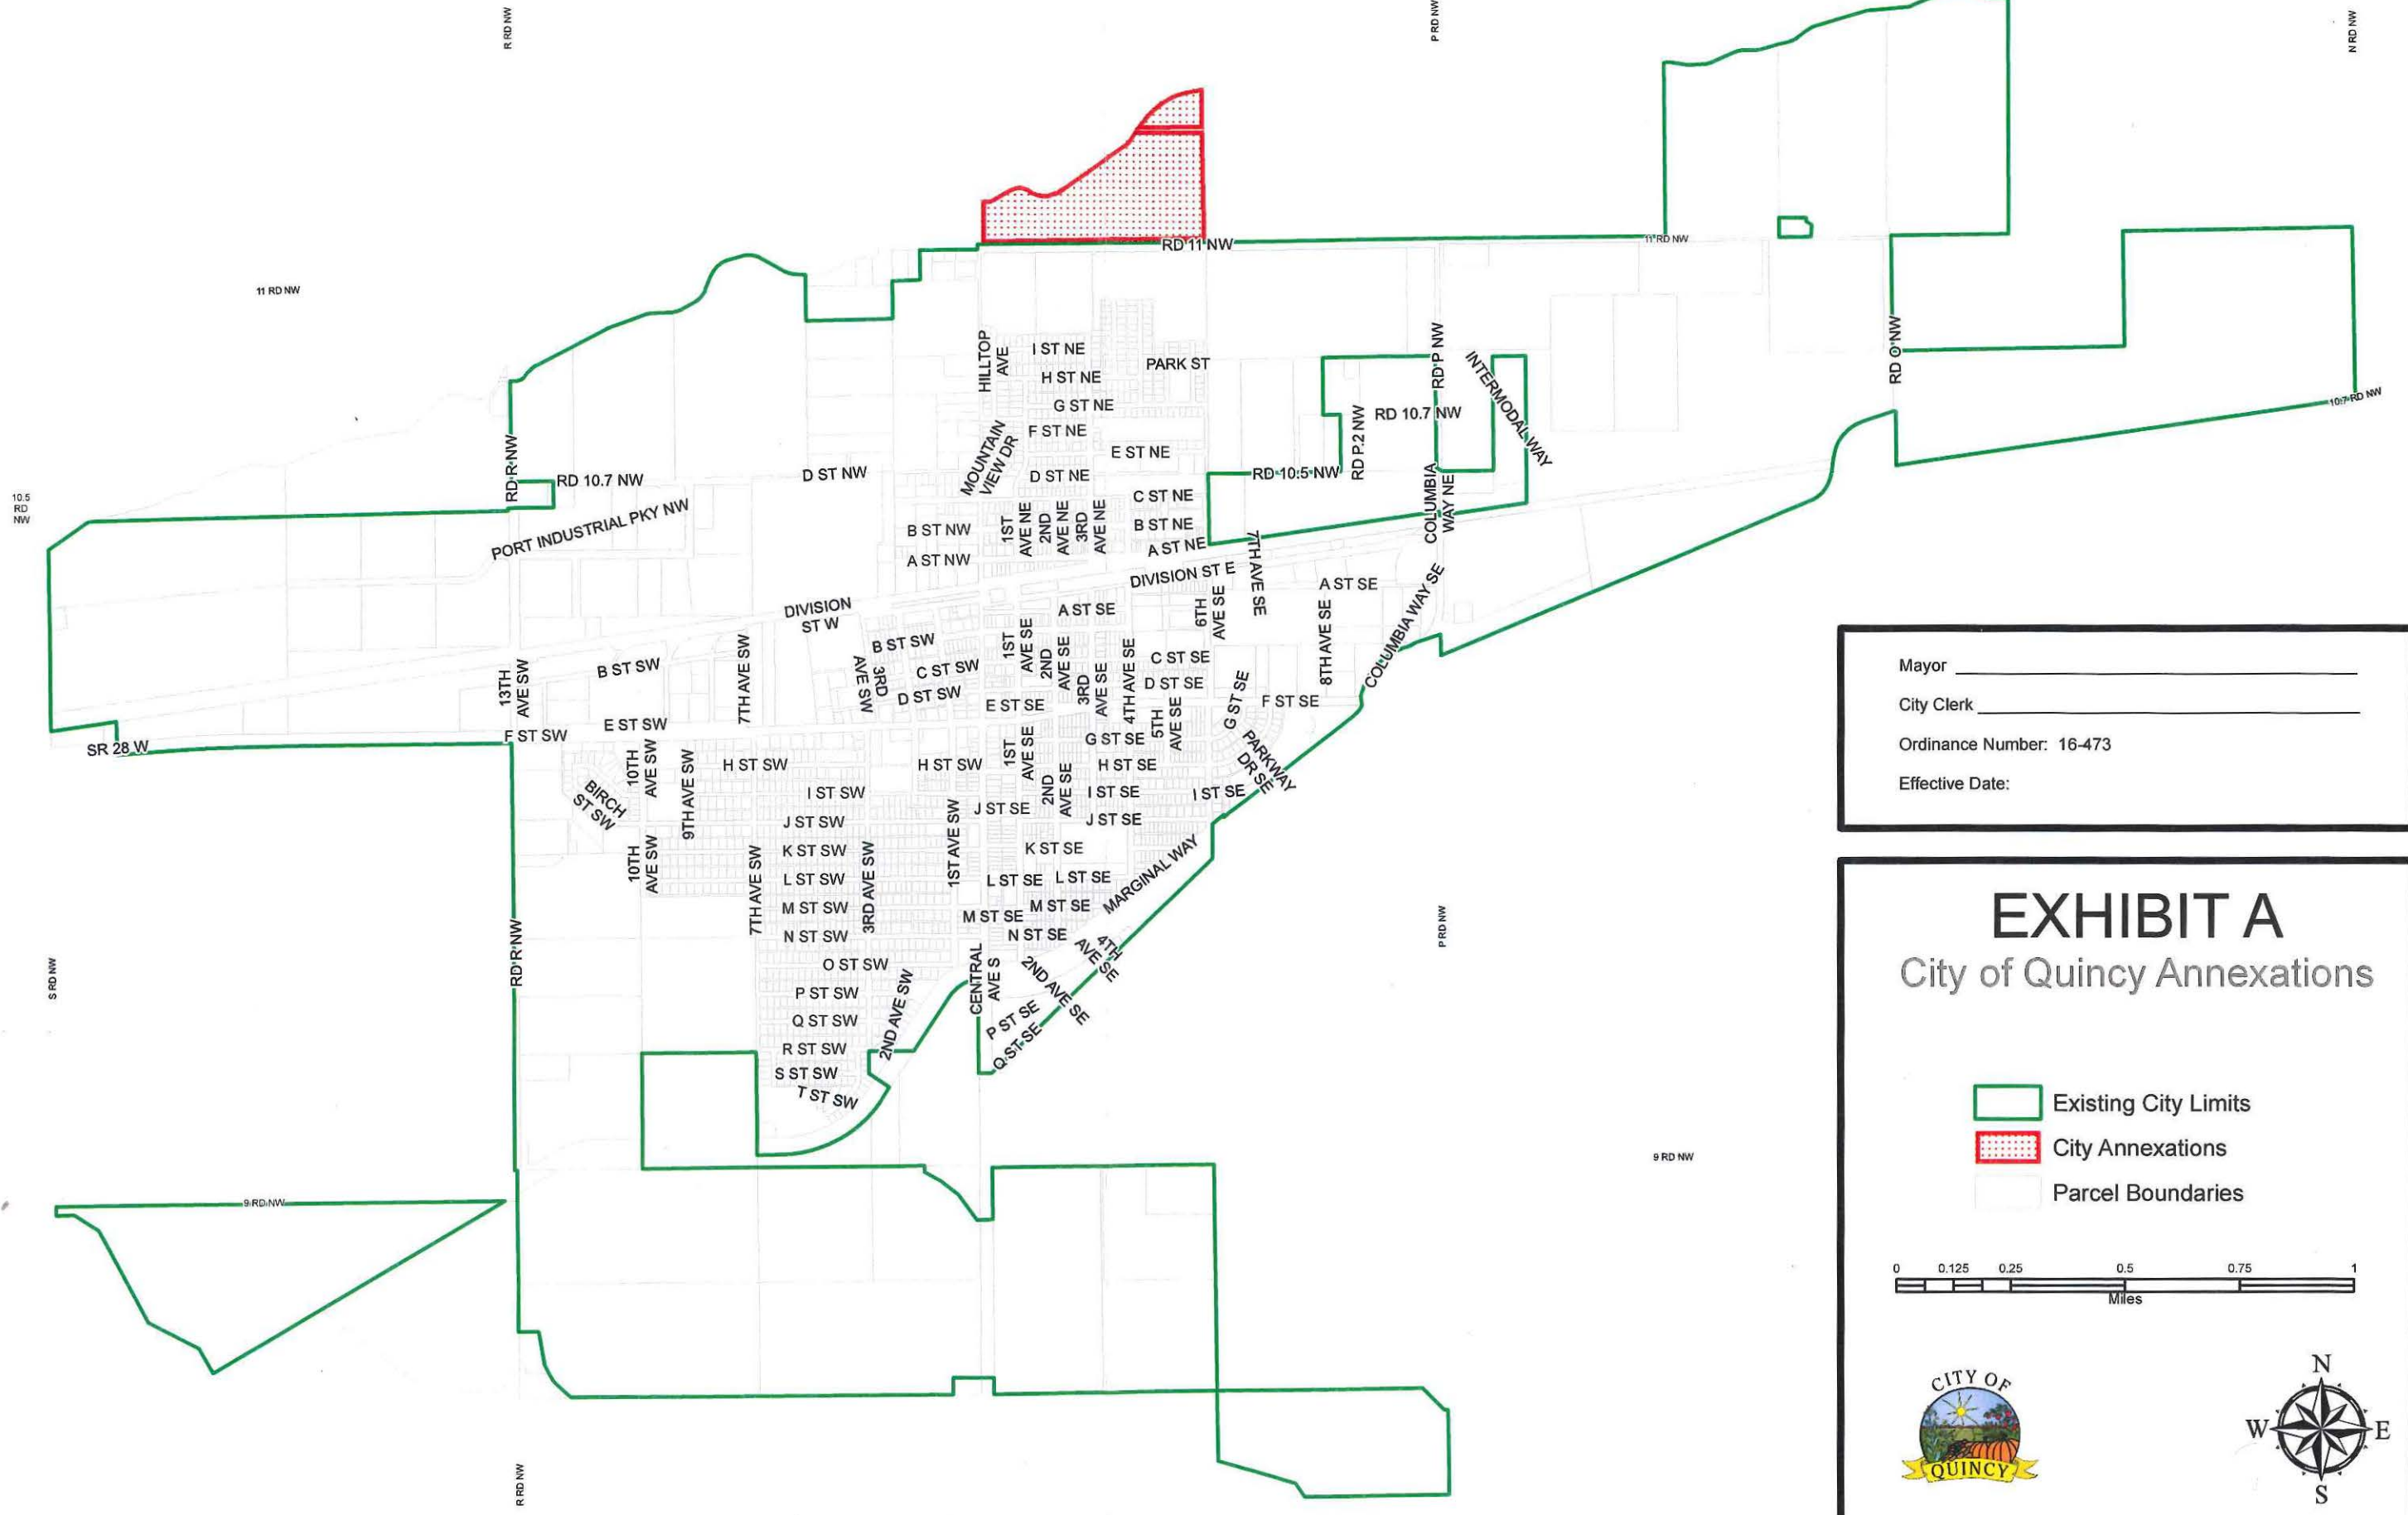 R RD NW
P RD NW
N RD NW
RD 11 NW
11 RD NW
11 RD NW
HILLTOP
AVE
I ST NE
PARK ST
H ST NE
G ST NE
F ST NE
E ST NE
MOUNTAIN
VIEW DR
D ST NE
D ST NW
RD P NW
INTERMODAL WAY
RD 10.7 NW
RD P.2 NW
RD 10.5 NW
RD O NW
10.7 RD NW
RD R NW
RD 10.7 NW
10.5
RD
NW
PORT INDUSTRIAL PKY NW
C ST NE
B ST NE
A ST NE
B ST NW
A ST NW
1ST
AVE NE
2ND
AVE NE
3RD
AVE NE
COLUMBIA
WAY NE
7TH AVE SE
DIVISION ST E
A ST SE
A ST SE
DIVISION
ST W
6TH
AVE SE
8TH AVE SE
COLUMBIA WAY SE
B ST SW
C ST SW
D ST SW
3RD
AVE SW
7TH AVE SW
B ST SW
13TH
AVE SW
1ST
AVE SE
2ND
AVE SE
3RD
AVE SE
4TH AVE SE
C ST SE
D ST SE
5TH
AVE SE
G ST SE
F ST SE
E ST SE
E ST SW
F ST SW
SR 28 W
G ST SE
H ST SE
PARKWAY
DR SE
1ST
AVE SE
2ND
AVE SE
H ST SW
H ST SW
10TH
AVE SW
9TH AVE SW
BIRCH
ST SW
I ST SW
I ST SE
I ST SE
J ST SE
J ST SE
J ST SW
K ST SW
K ST SE
L ST SW
L ST SE
L ST SE
10TH
AVE SW
7TH AVE SW
3RD AVE SW
1ST AVE SW
MARGINAL WAY
M ST SW
M ST SE
M ST SE
N ST SW
N ST SE
4TH
AVE SE
O ST SW
2ND AVE SE
CENTRAL
AVE S
P ST SW
P ST SE
Q ST SW
Q ST SE
2ND AVE SW
R ST SW
S ST SW
T ST SW
RD R NW
S RD NW
P RD NW
9 RD NW
9 RD NW
R RD NW
Mayor
City Clerk
Ordinance Number: 16-473
Effective Date:
EXHIBIT A
City of Quincy Annexations
Existing City Limits
City Annexations
Parcel Boundaries
0 0.125 0.25 0.5 0.75 1
Miles
CITY OF
QUINCY
N
W E
S